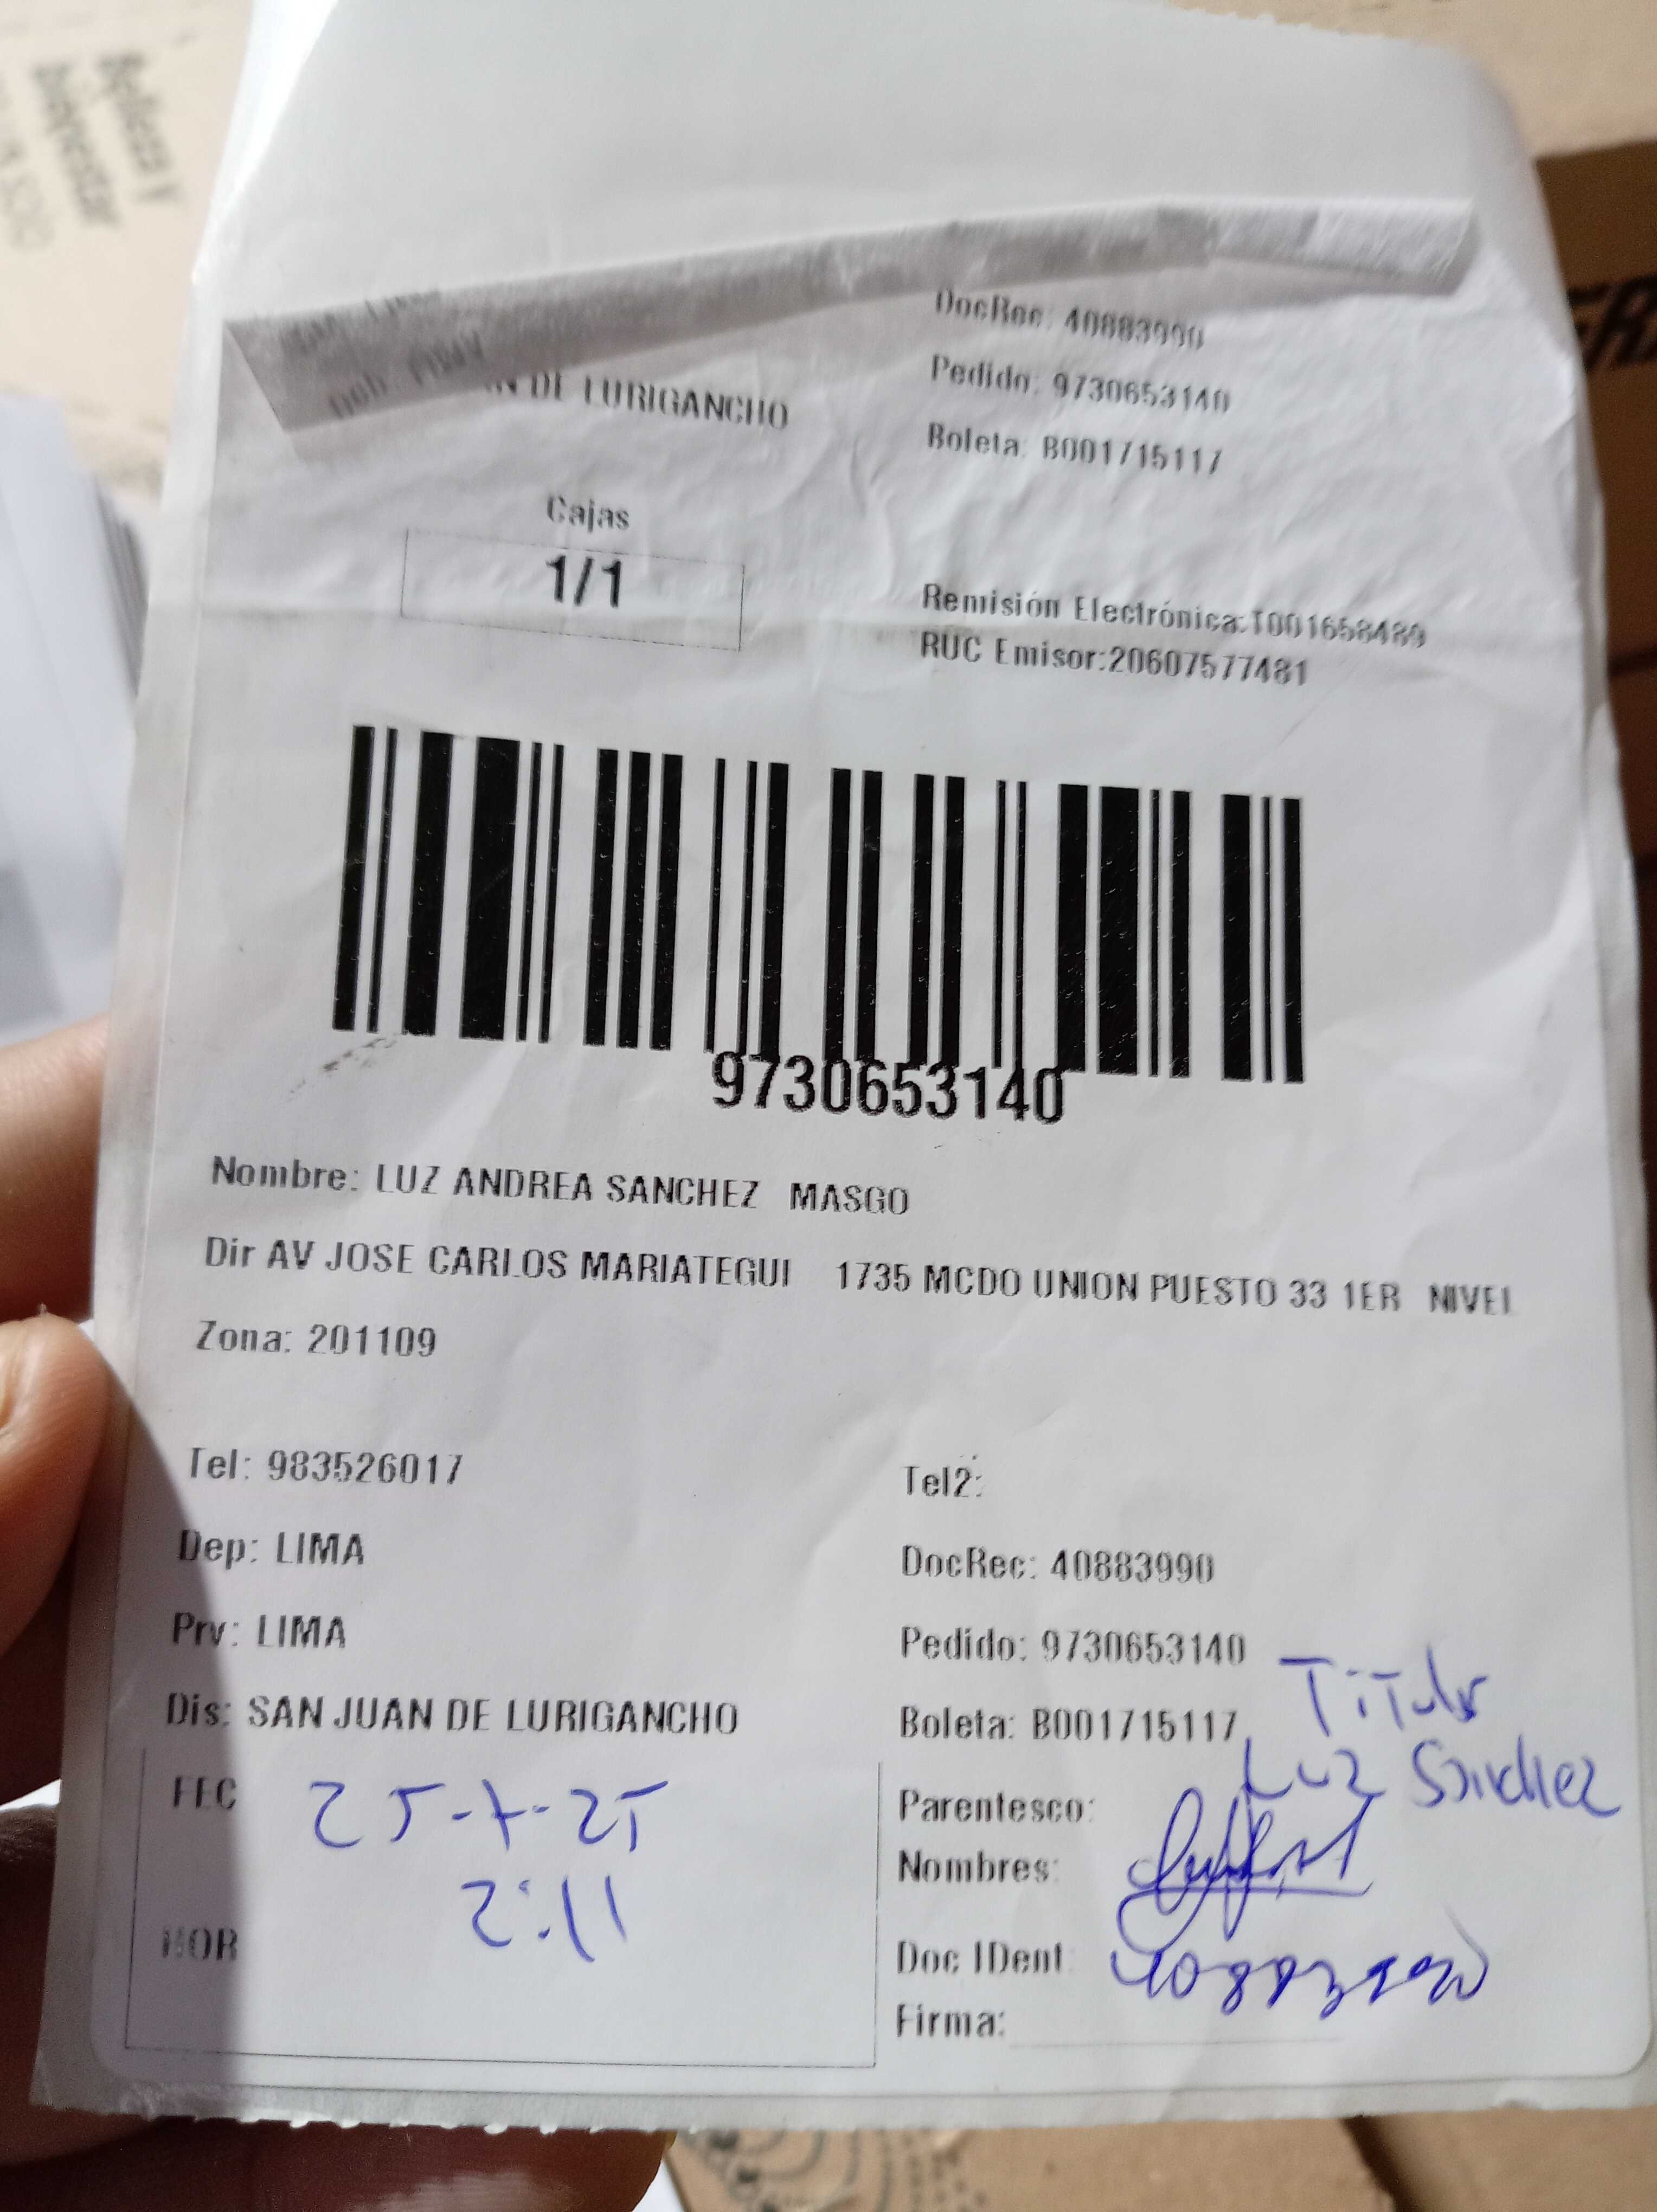 Belleza y
bienestar
DocRec: 40883990
Pedido: 9730653140
N DE LURIGANCHO
Boleta: B001715117
Cajas
1/1
Remisión Electrónica:T001658489
RUC Emisor:20607577481
9730653140
Nombre: LUZ ANDREA SANCHEZ MASGO
Dir AV JOSE CARLOS MARIATEGUI 1735 MCDO UNION PUESTO 33 1ER NIVEL
Zona: 201109
Tel: 983526017 Tel2:
Dep: LIMA DocRec: 40883990
Prv: LIMA Pedido: 9730653140
Dis: SAN JUAN DE LURIGANCHO Boleta: B001715117 Titular
FEC 25-7-25 Parentesco: Luz Sanchez
2:11 Nombres:
HOR Doc IDent 40883990
Firma: